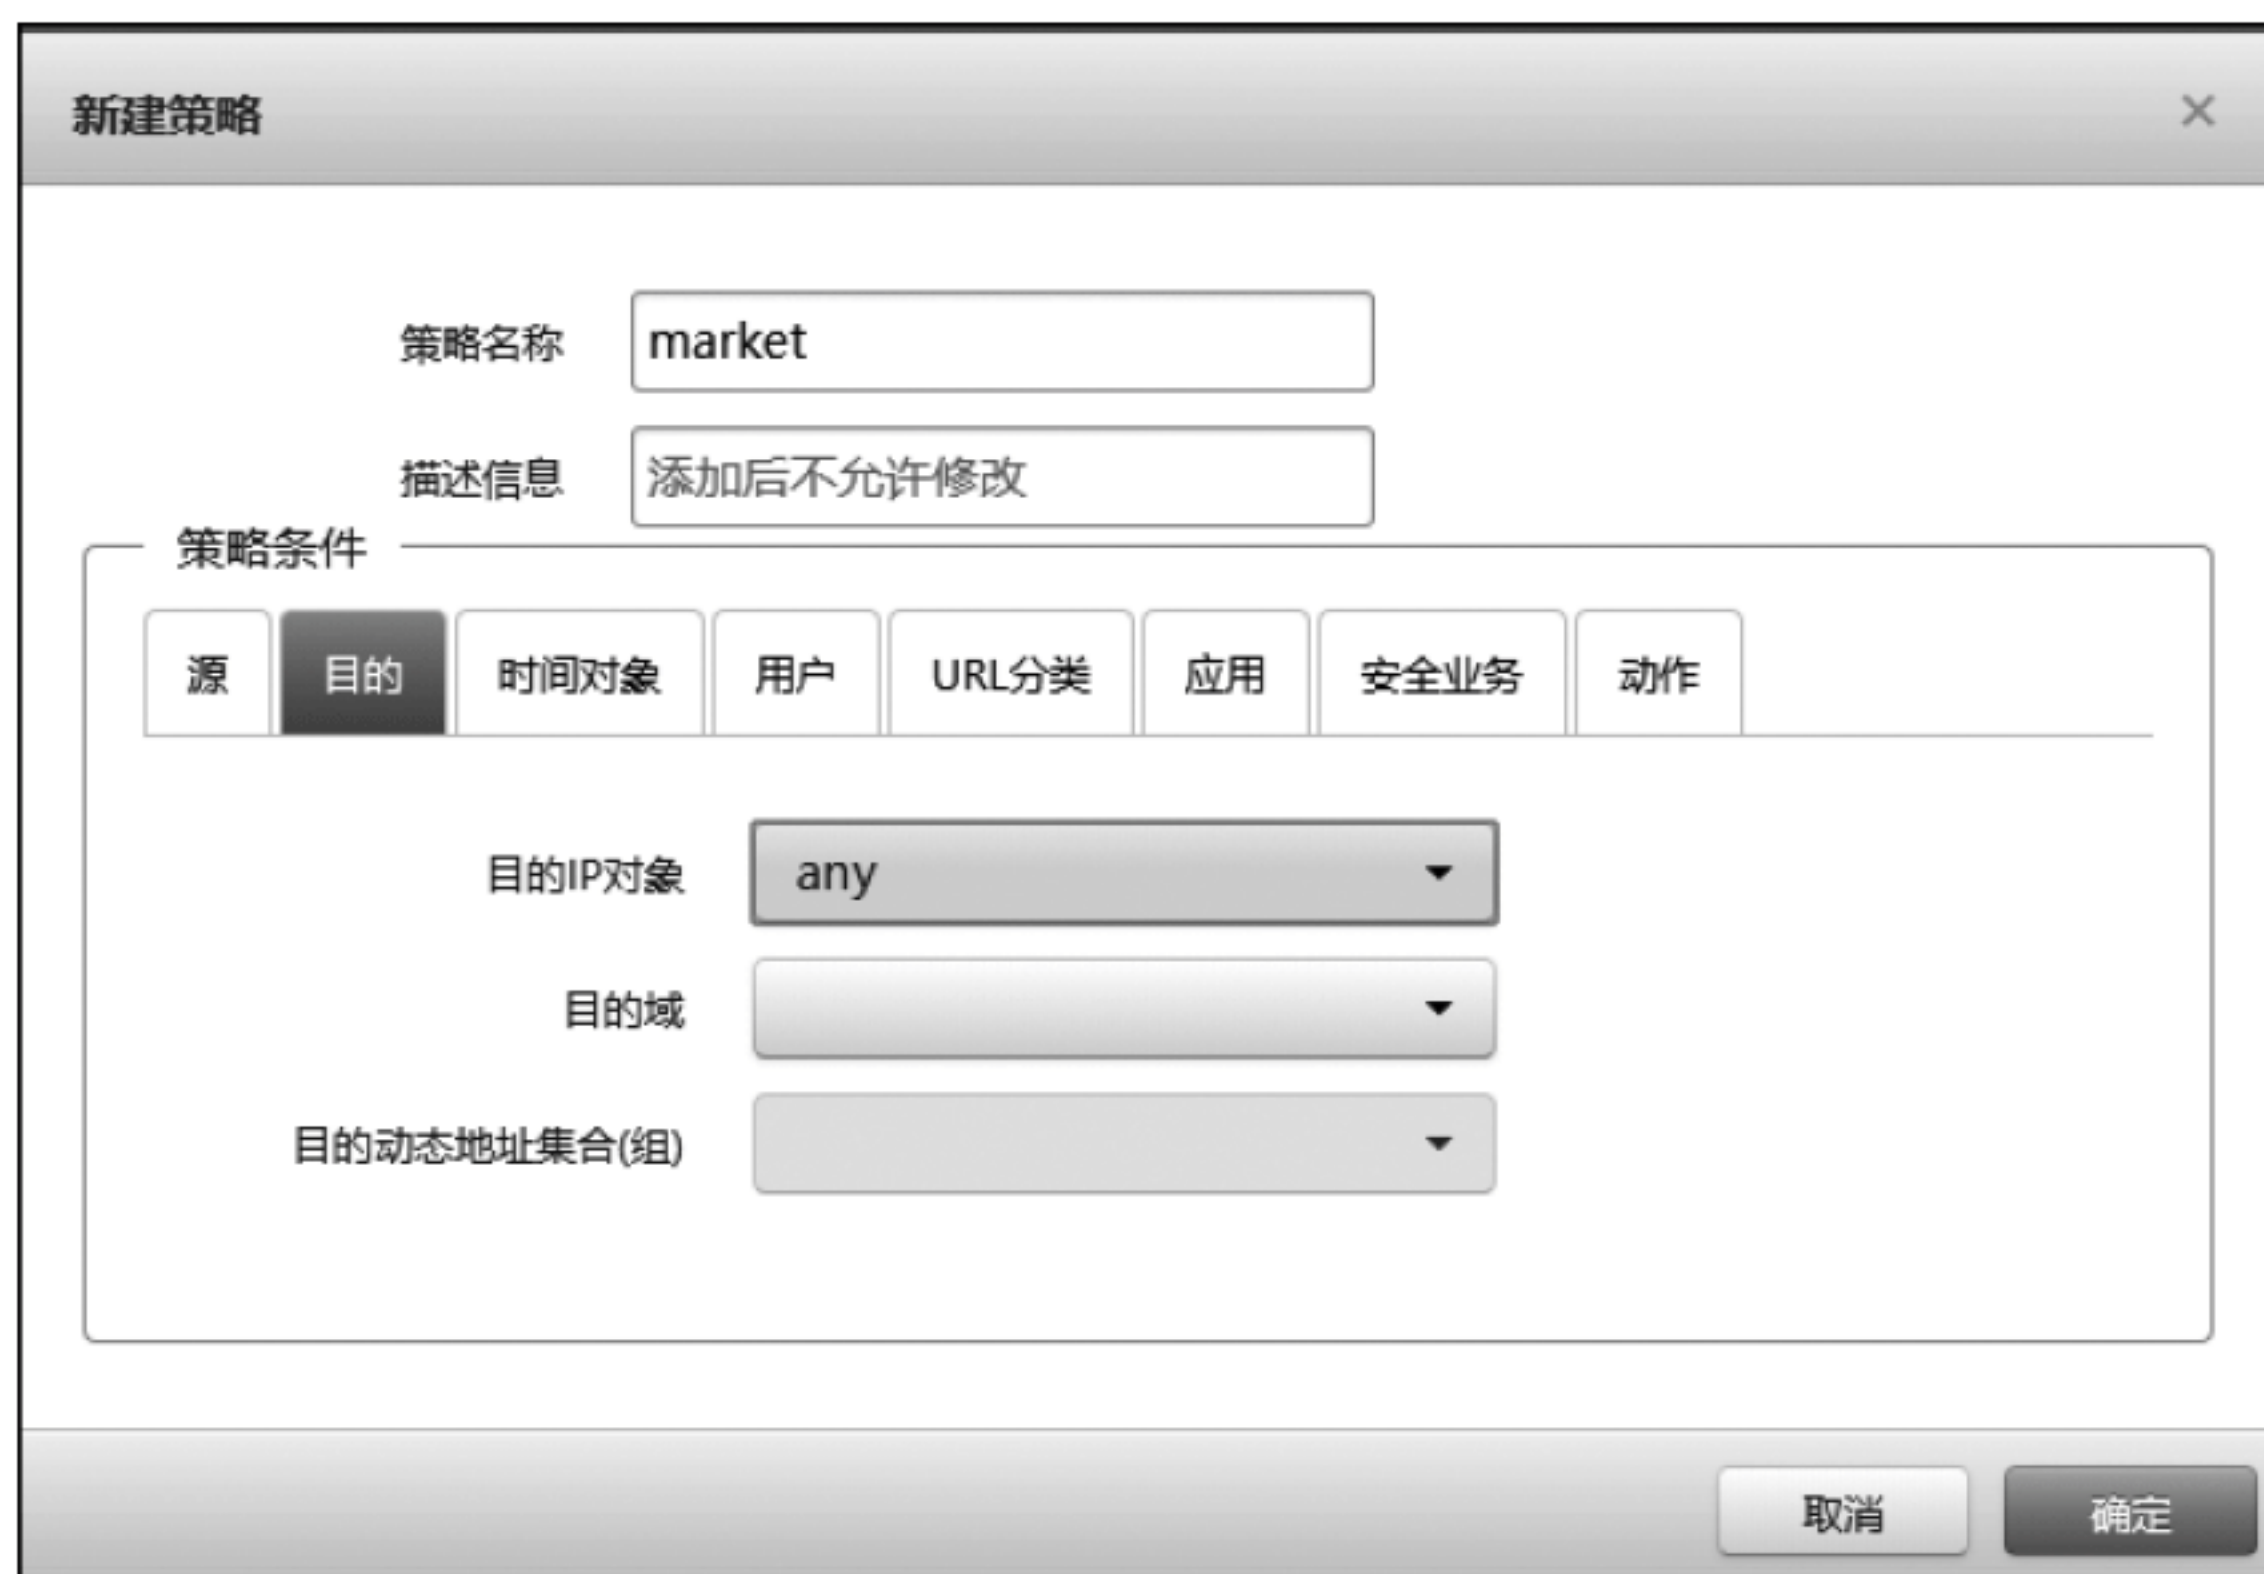 新建策略
策略名称 market
描述信息 添加后不允许修改
策略条件
源 目的 时间对象 用户 URL分类 应用 安全业务 动作
目的IP对象 any
目的域
目的动态地址集合(组)
取消 确定